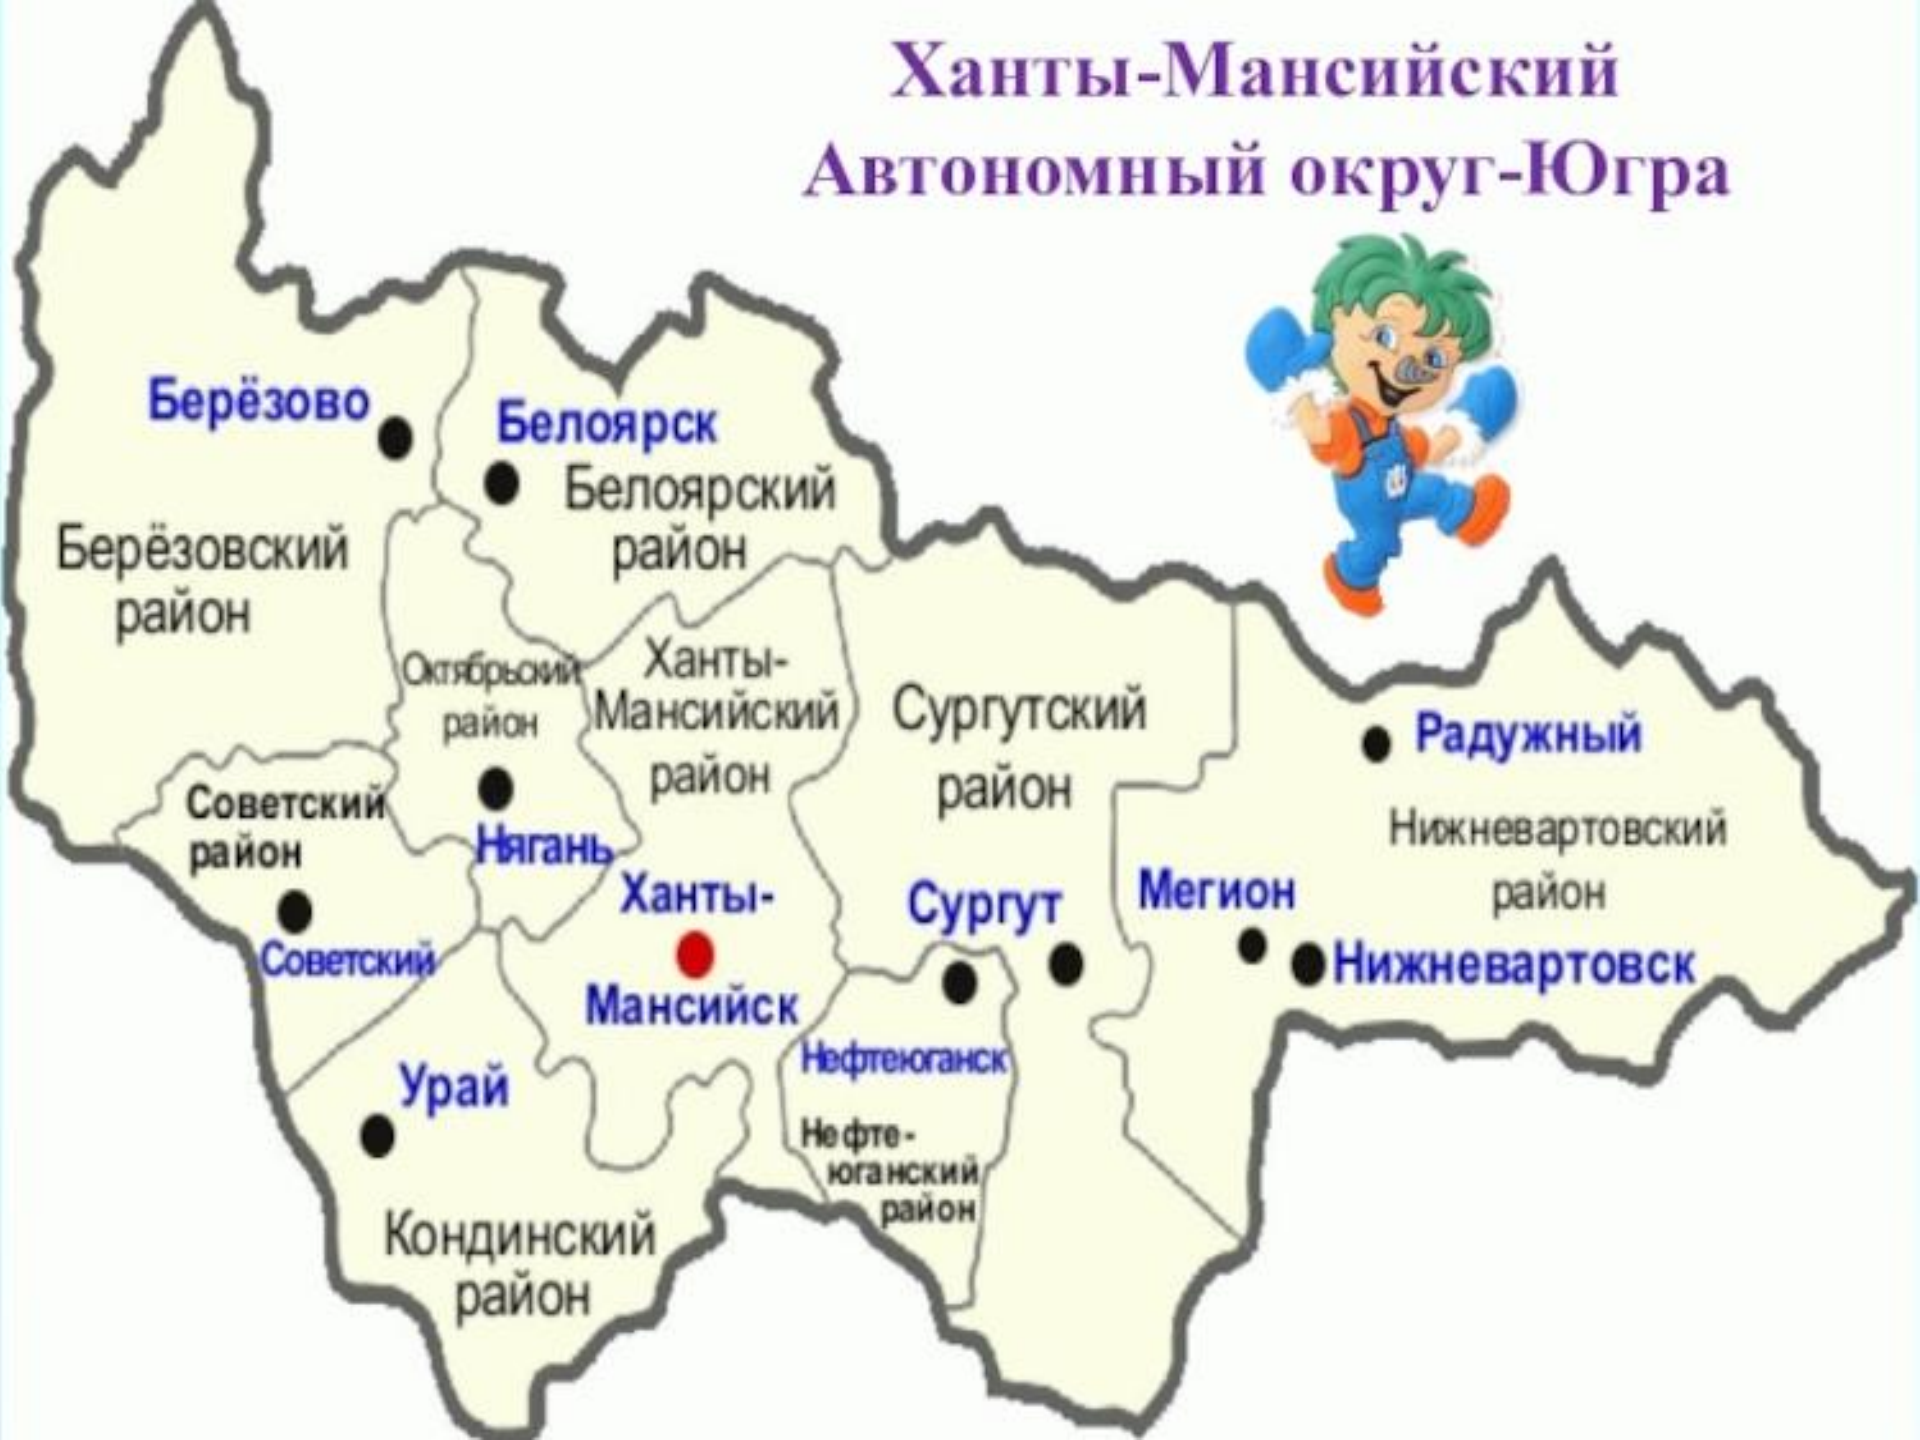 Ханты-Мансийский
Автономный округ-Югра
Берёзово
Белоярск
Белоярский
район
Берёзовский
район
Октябрьский
район
Ханты-
Мансийский
район
Сургутский
район
Радужный
Советский
район
Нягань
Нижневартовский
район
Ханты-
Мансийск
Сургут
Мегион
Нижневартовск
Советский
Нефтеюганск
Урай
Нефте-
юганский
район
Кондинский
район